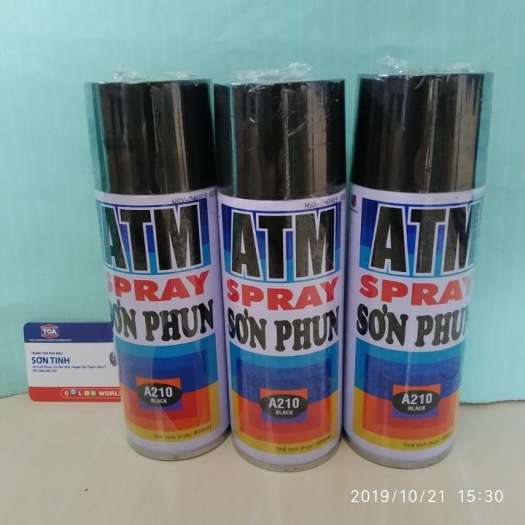 ATM
SPRAY
SƠN PHUN
A210
BLACK
ATM
SPRAY
SƠN PHUN
A210
BLACK
ATM
SPRAY
SƠN PHUN
A210
BLACK
TOA
SƠN TINH
WORLD
2019/10/21 15:30